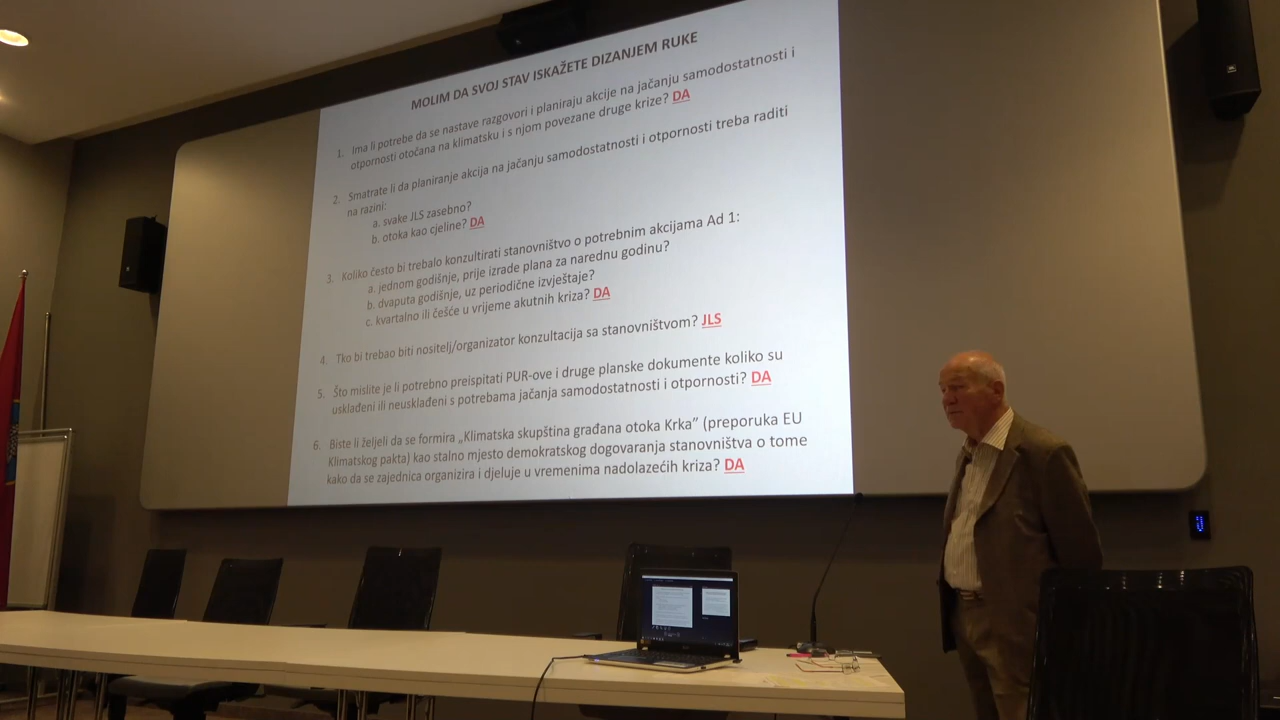 MOLIM DA SVOJ STAV ISKAŽETE DIZANJEM RUKE
1. Ima li potrebe da se nastave razgovori i planiraju akcije na jačanju samodostatnosti i
otpornosti otočana na klimatsku i s njom povezane druge krize? DA
2. Smatrate li da planiranje akcija na jačanju samodostatnosti i otpornosti treba raditi
na razini:
a. svake JLS zasebno?
b. otoka kao cjeline? DA
3. Koliko često bi trebalo konzultirati stanovništvo o potrebnim akcijama Ad 1:
a. jednom godišnje, prije izrade plana za narednu godinu?
b. dvaputa godišnje, uz periodične izvještaje?
c. kvartalno ili češće u vrijeme akutnih kriza? DA
4. Tko bi trebao biti nositelj/organizator konzultacija sa stanovništvom? JLS
5. Što mislite je li potrebno preispitati PUR-ove i druge planske dokumente koliko su
usklađeni ili neusklađeni s potrebama jačanja samodostatnosti i otpornosti? DA
6. Biste li željeli da se formira „Klimatska skupština građana otoka Krka" (preporuka EU
Klimatskog pakta) kao stalno mjesto demokratskog dogovaranja stanovništva o tome
kako da se zajednica organizira i djeluje u vremenima nadolazećih kriza? DA